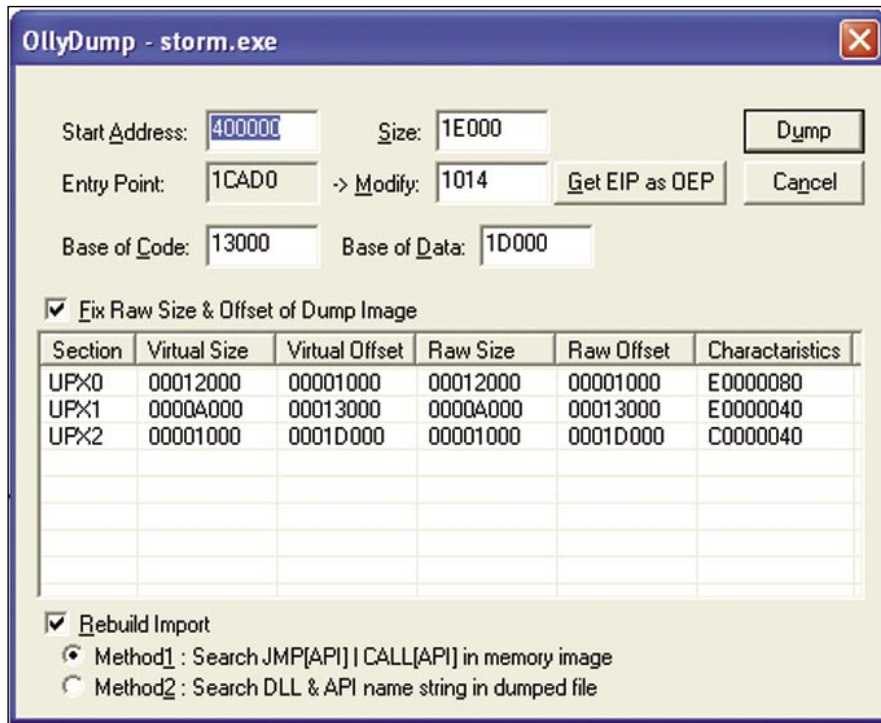 OllyDump - storm.exe
Start Address: 400000 Size: 1E000 Dump
Entry Point: 1CAD0 -> Modify: 1014 Get EIP as OEP Cancel
Base of Code: 13000 Base of Data: 1D000
Fix Raw Size & Offset of Dump Image
Section Virtual Size Virtual Offset Raw Size Raw Offset Charactaristics
UPX0 00012000 00001000 00012000 00001000 E0000080
UPX1 0000A000 00013000 0000A000 00013000 E0000040
UPX2 00001000 0001D000 00001000 0001D000 C0000040
Rebuild Import
Method1 : Search JMP[API] | CALL[API] in memory image
Method2 : Search DLL & API name string in dumped file